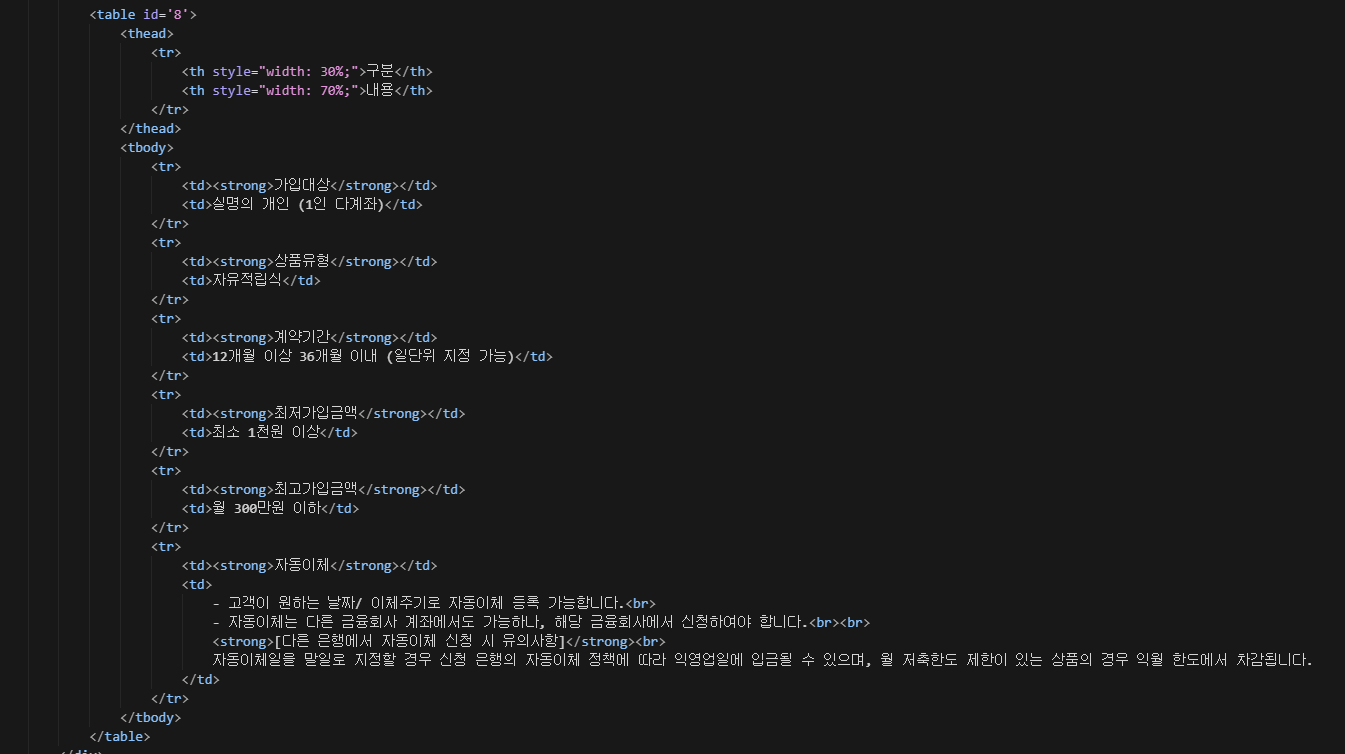 <table id='8'>
<thead>
<tr>
<th style="width: 30%;">구분</th>
<th style="width: 70%;">내용</th>
</tr>
</thead>
<tbody>
<tr>
<td><strong>가입대상</strong></td>
<td>실명의 개인 (1인 다계좌)</td>
</tr>
<tr>
<td><strong>상품유형</strong></td>
<td>자유적립식</td>
</tr>
<tr>
<td><strong>계약기간</strong></td>
<td>12개월 이상 36개월 이내 (일단위 지정 가능)</td>
</tr>
<tr>
<td><strong>최저가입금액</strong></td>
<td>최소 1천원 이상</td>
</tr>
<tr>
<td><strong>최고가입금액</strong></td>
<td>월 300만원 이하</td>
</tr>
<tr>
<td><strong>자동이체</strong></td>
<td>
- 고객이 원하는 날짜/ 이체주기로 자동이체 등록 가능합니다.<br>
- 자동이체는 다른 금융회사 계좌에서도 가능하나, 해당 금융회사에서 신청하여야 합니다.<br><br>
<strong>[다른 은행에서 자동이체 신청 시 유의사항]</strong><br>
자동이체일을 말일로 지정할 경우 신청 은행의 자동이체 정책에 따라 익영업일에 입금될 수 있으며, 월 저축한도 제한이 있는 상품의 경우 익월 한도에서 차감됩니다.
</td>
</tr>
</tbody>
</table>